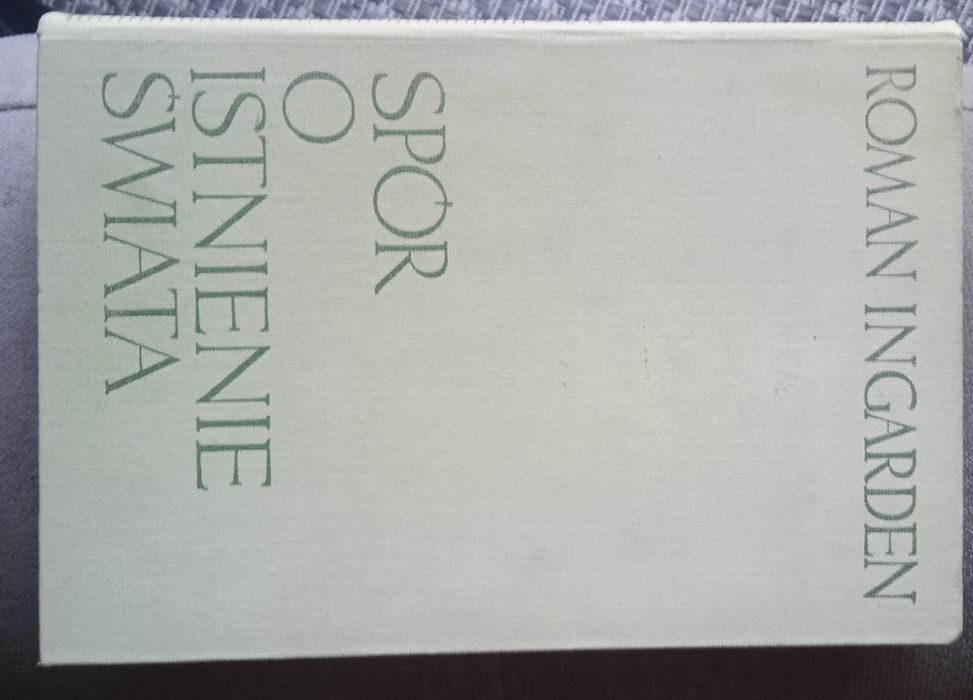 ROMAN INGARDEN
SPÓR
O
ISTNIENIE
ŚWIATA